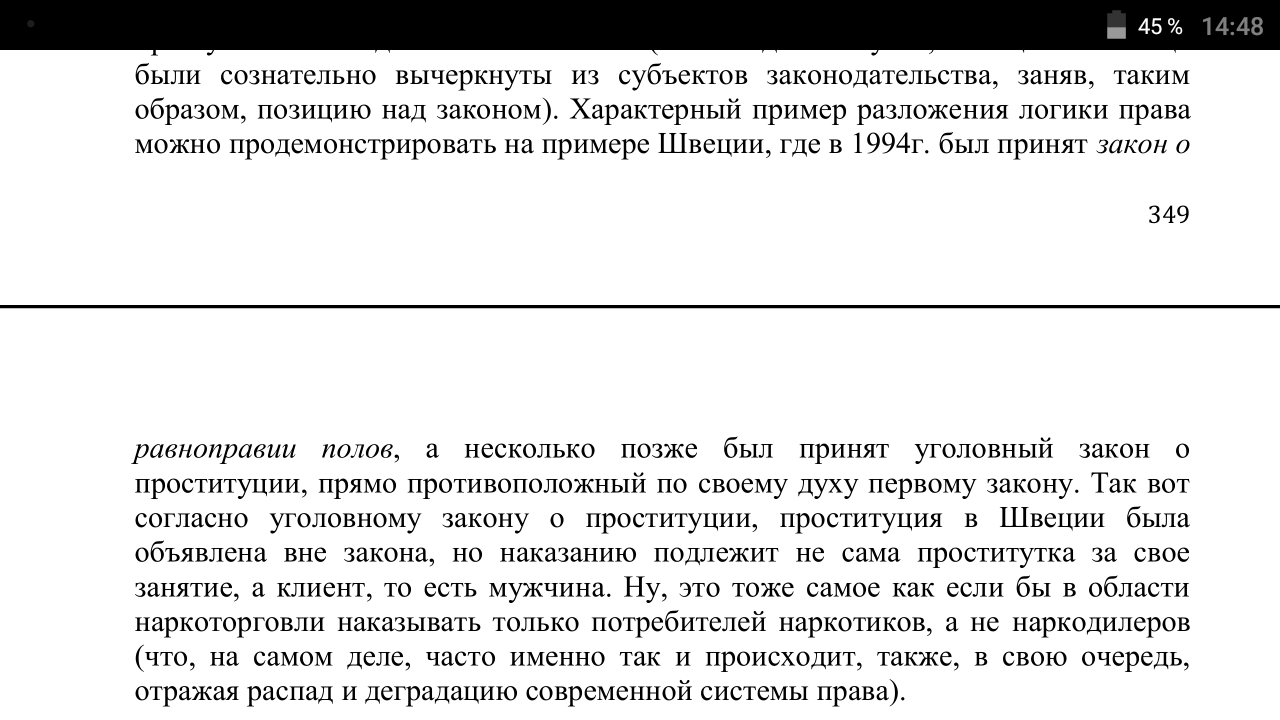 45 % 14:48
были сознательно вычеркнуты из субъектов законодательства, заняв, таким
образом, позицию над законом). Характерный пример разложения логики права
можно продемонстрировать на примере Швеции, где в 1994г. был принят закон о
349
равноправии полов, а несколько позже был принят уголовный закон о
проституции, прямо противоположный по своему духу первому закону. Так вот
согласно уголовному закону о проституции, проституция в Швеции была
объявлена вне закона, но наказанию подлежит не сама проститутка за свое
занятие, а клиент, то есть мужчина. Ну, это тоже самое как если бы в области
наркоторговли наказывать только потребителей наркотиков, а не наркодилеров
(что, на самом деле, часто именно так и происходит, также, в свою очередь,
отражая распад и деградацию современной системы права).